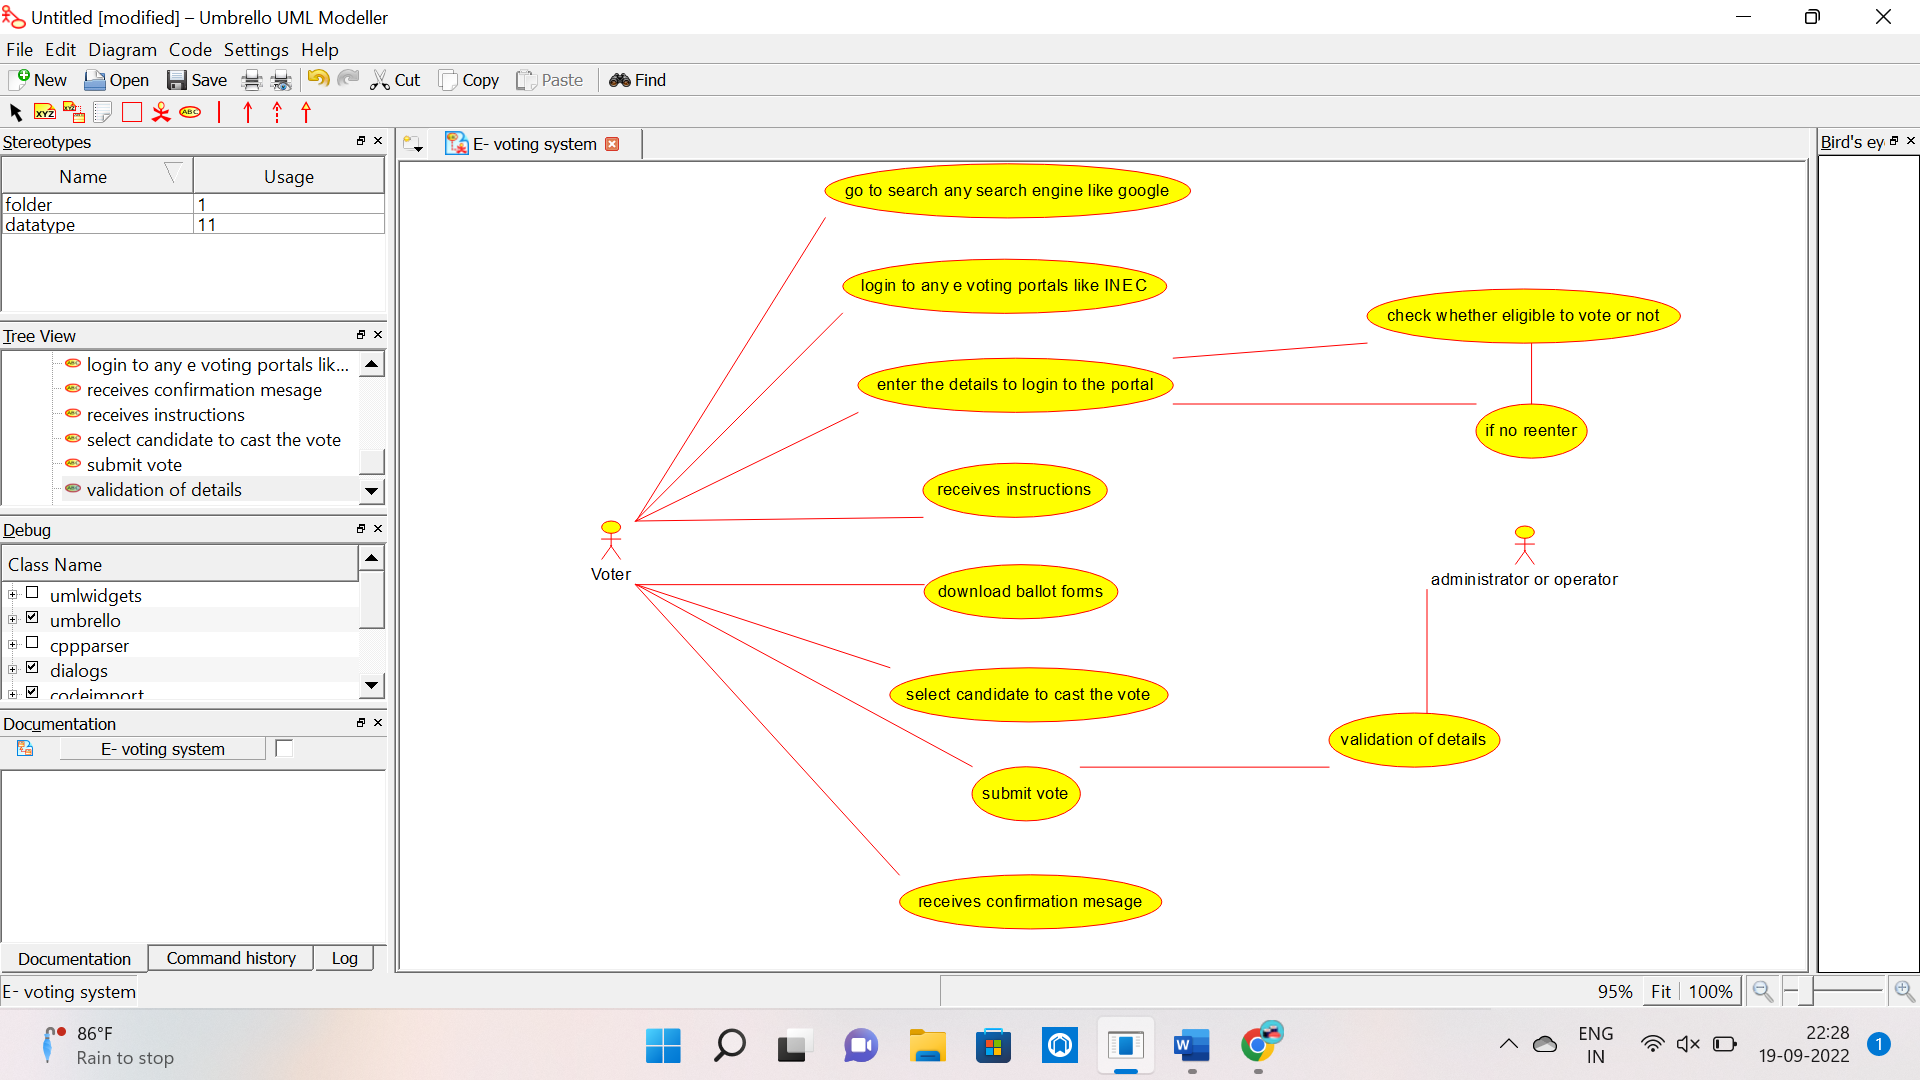 Untitled [modified] – Umbrello UML Modeller
File Edit Diagram Code Settings Help
New Open Save Cut Copy Paste Find
XYZ XYZ ABC
Stereotypes
Name Usage
folder 1
datatype 11
Tree View
login to any e voting portals lik...
receives confirmation mesage
receives instructions
select candidate to cast the vote
submit vote
validation of details
Debug
Class Name
umlwidgets
umbrello
cppparser
dialogs
codeimport
Documentation
E- voting system
Documentation Command history Log
E- voting system
go to search any search engine like google
login to any e voting portals like INEC
check whether eligible to vote or not
enter the details to login to the portal
if no reenter
receives instructions
Voter
administrator or operator
download ballot forms
select candidate to cast the vote
validation of details
submit vote
receives confirmation mesage
Bird's ey
E- voting system
95% Fit 100%
86°F
Rain to stop
W
ENG
IN
22:28
19-09-2022
1